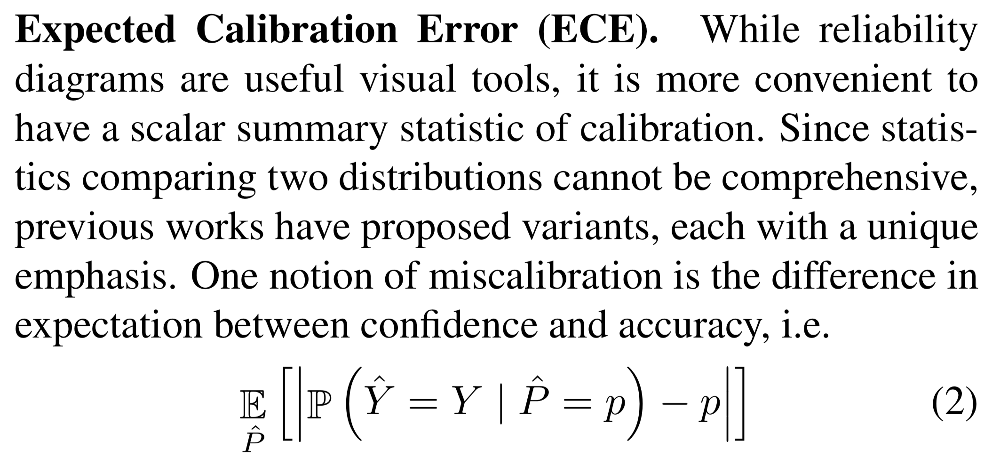 Expected Calibration Error (ECE). While reliability
diagrams are useful visual tools, it is more convenient to
have a scalar summary statistic of calibration. Since statis-
tics comparing two distributions cannot be comprehensive,
previous works have proposed variants, each with a unique
emphasis. One notion of miscalibration is the difference in
expectation between confidence and accuracy, i.e.
$\underset{\hat{P}}{\mathbb{E}} \left[ \left| \mathbb{P} \left( \hat{Y} = Y \mid \hat{P} = p \right) - p \right| \right]$ (2)